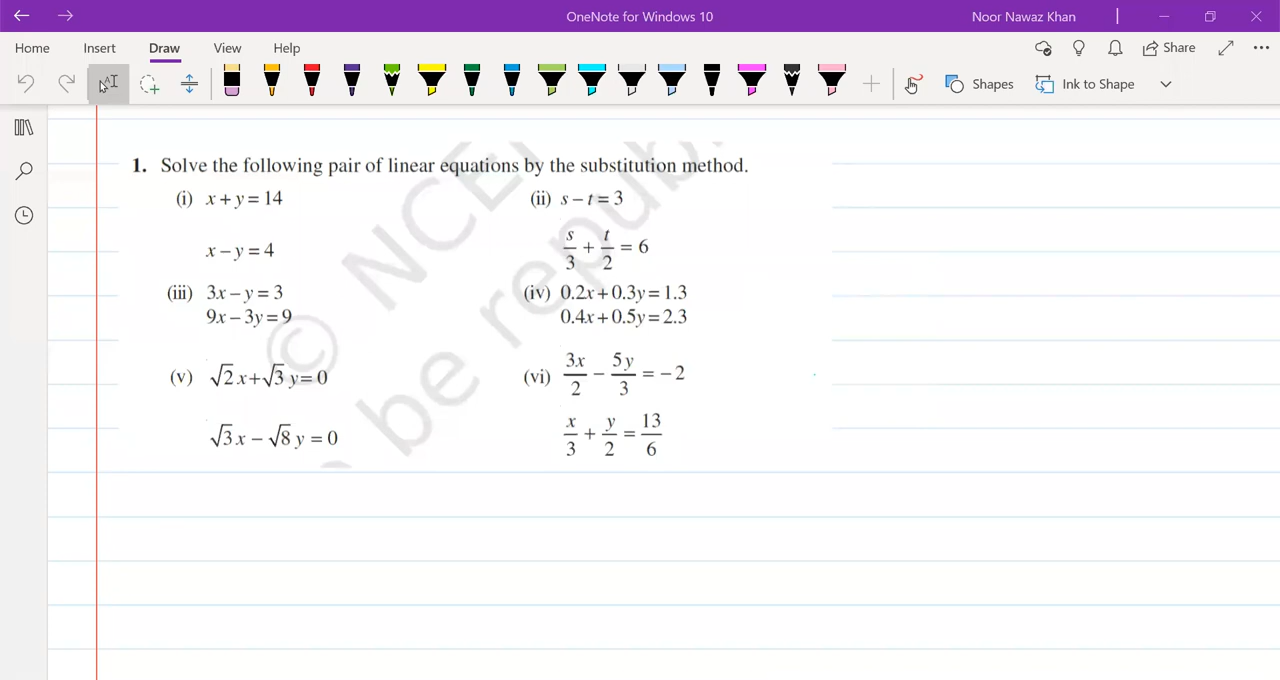 OneNote for Windows 10
Noor Nawaz Khan
Home Insert Draw View Help
Share
Shapes
Ink to Shape
1. Solve the following pair of linear equations by the substitution method.
(i) x + y = 14 (ii) s – t = 3
x – y = 4 s/3 + t/2 = 6
(iii) 3x – y = 3 (iv) 0.2x + 0.3y = 1.3
9x – 3y = 9 0.4x + 0.5y = 2.3
(v) √2 x + √3 y = 0 (vi) 3x/2 – 5y/3 = – 2
√3 x – √8 y = 0 x/3 + y/2 = 13/6
© NCE
be repub